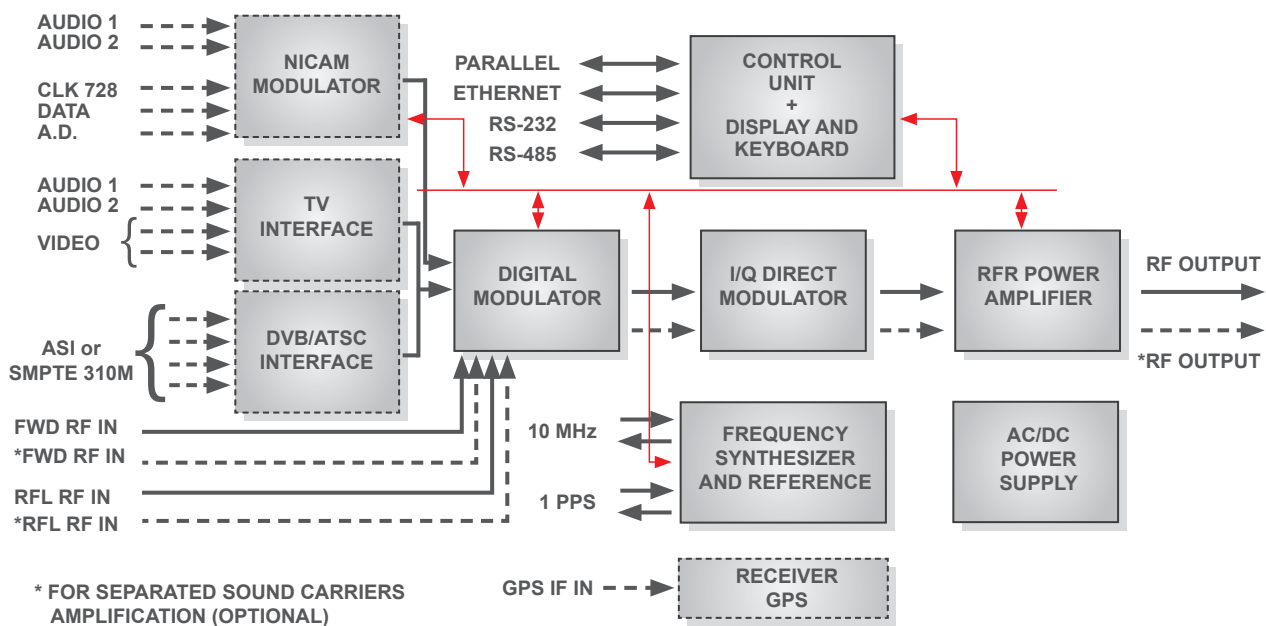 AUDIO 1
AUDIO 2
CLK 728
DATA
A.D.
NICAM
MODULATOR
PARALLEL
ETHERNET
RS-232
RS-485
CONTROL
UNIT
+
DISPLAY AND
KEYBOARD
AUDIO 1
AUDIO 2
VIDEO
TV
INTERFACE
ASI or
SMPTE 310M
DVB/ATSC
INTERFACE
DIGITAL
MODULATOR
I/Q DIRECT
MODULATOR
RFR POWER
AMPLIFIER
RF OUTPUT
*RF OUTPUT
FWD RF IN
*FWD RF IN
RFL RF IN
*RFL RF IN
10 MHz
1 PPS
FREQUENCY
SYNTHESIZER
AND REFERENCE
AC/DC
POWER
SUPPLY
* FOR SEPARATED SOUND CARRIERS
AMPLIFICATION (OPTIONAL)
GPS IF IN
RECEIVER
GPS